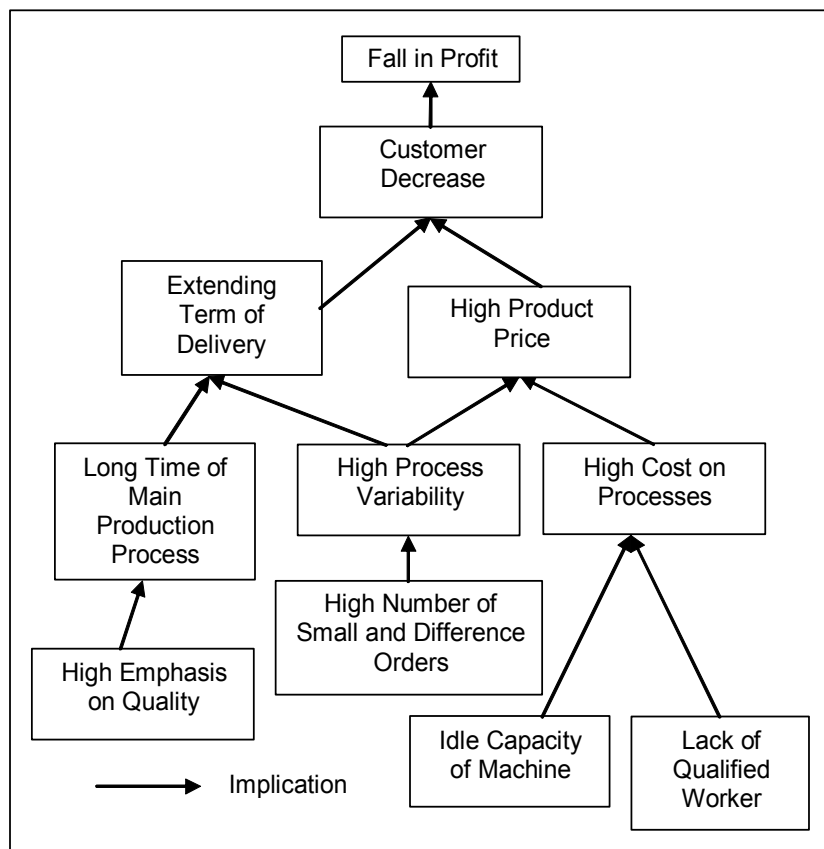 Fall in Profit
Customer
Decrease
Extending
Term of
Delivery
High Product
Price
Long Time of
Main
Production
Process
High Process
Variability
High Cost on
Processes
High Number of
Small and Difference
Orders
High Emphasis
on Quality
Idle Capacity
of Machine
Lack of
Qualified
Worker
Implication